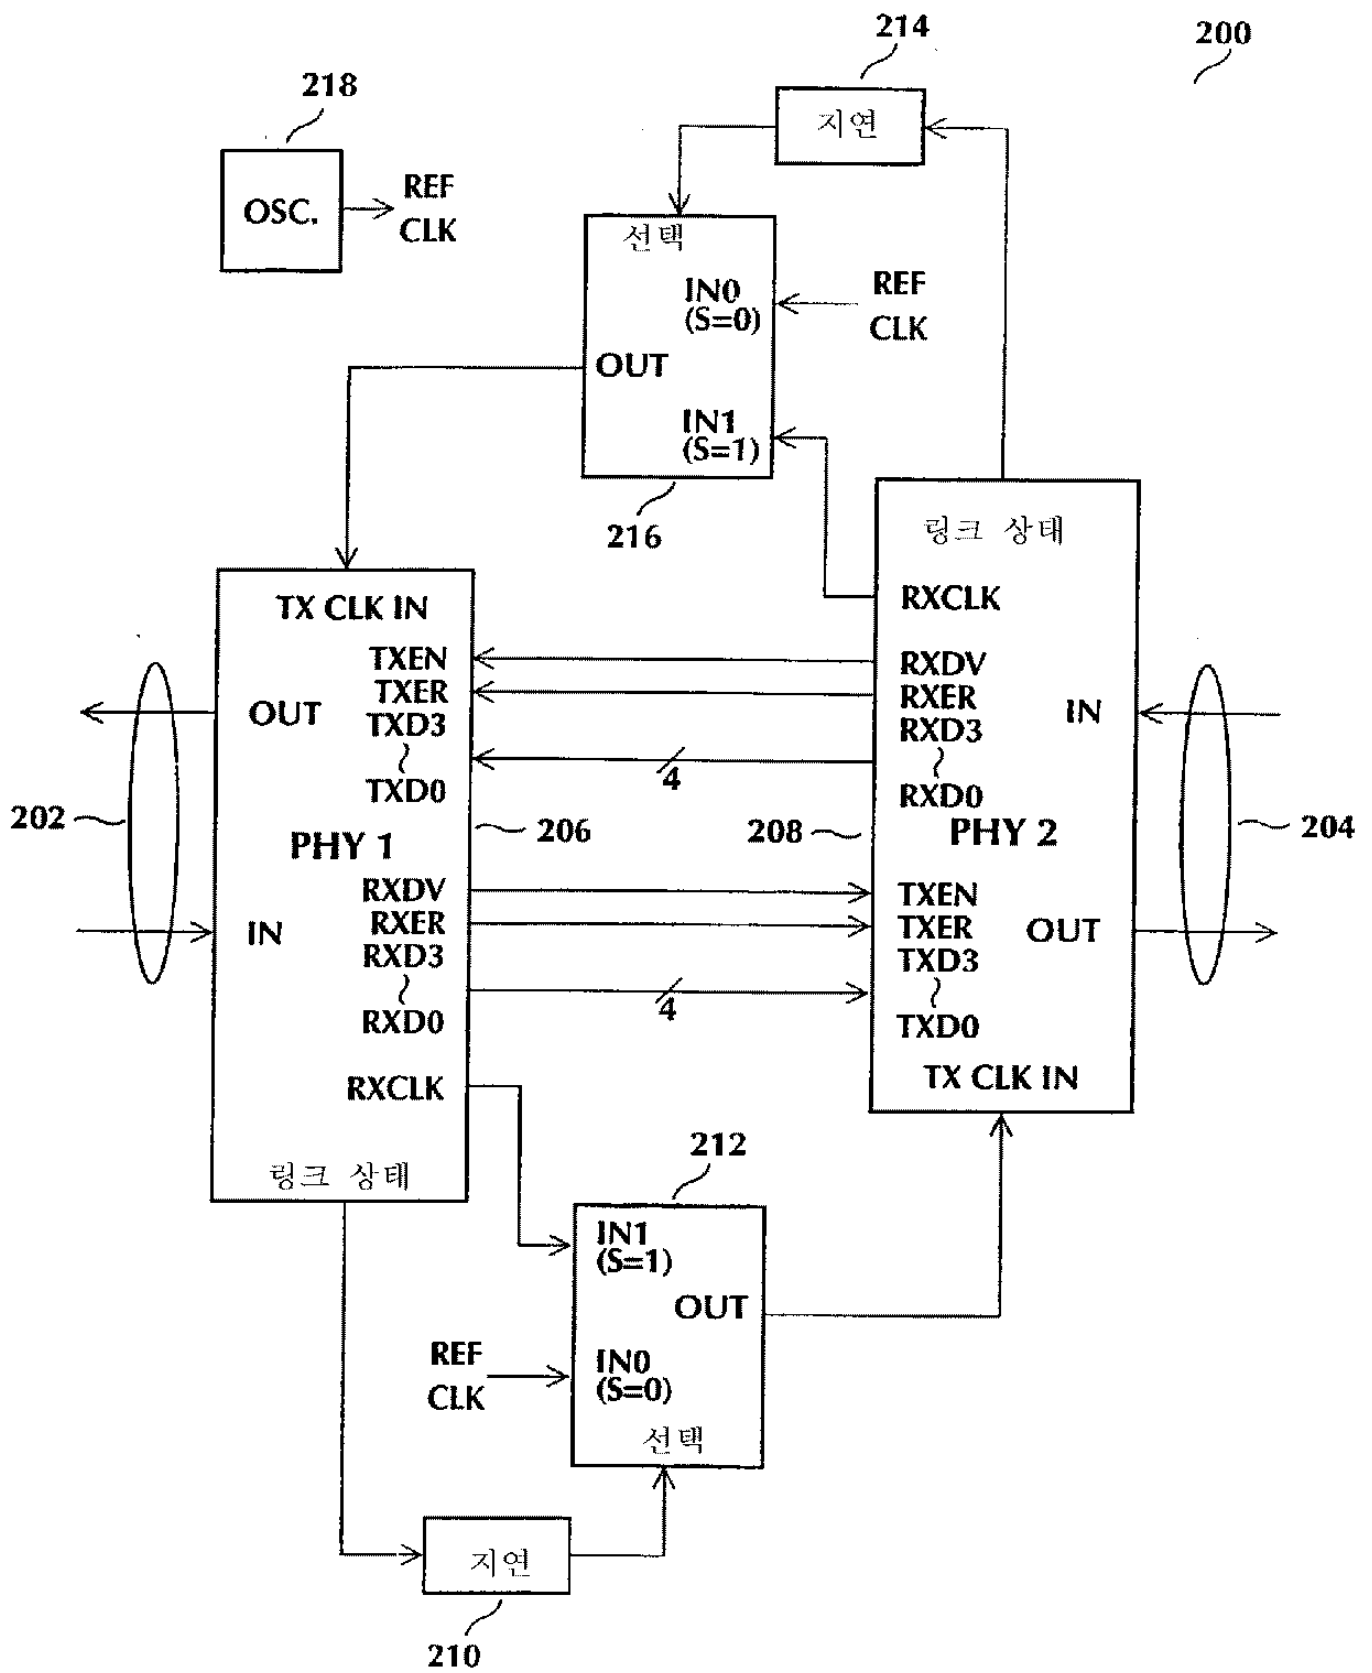 214
200
218
지연
OSC.
REF
CLK
선택
IN0
(S=0)
REF
CLK
OUT
IN1
(S=1)
216
링크 상태
RXCLK
TX CLK IN
TXEN
TXER
TXD3
TXD0
RXDV
RXER
RXD3
RXD0
OUT
IN
4
202
206
208
204
PHY 1
PHY 2
RXDV
RXER
RXD3
RXD0
TXEN
TXER
TXD3
TXD0
IN
OUT
4
RXCLK
TX CLK IN
링크 상태
212
IN1
(S=1)
OUT
REF
CLK
IN0
(S=0)
선택
지연
210